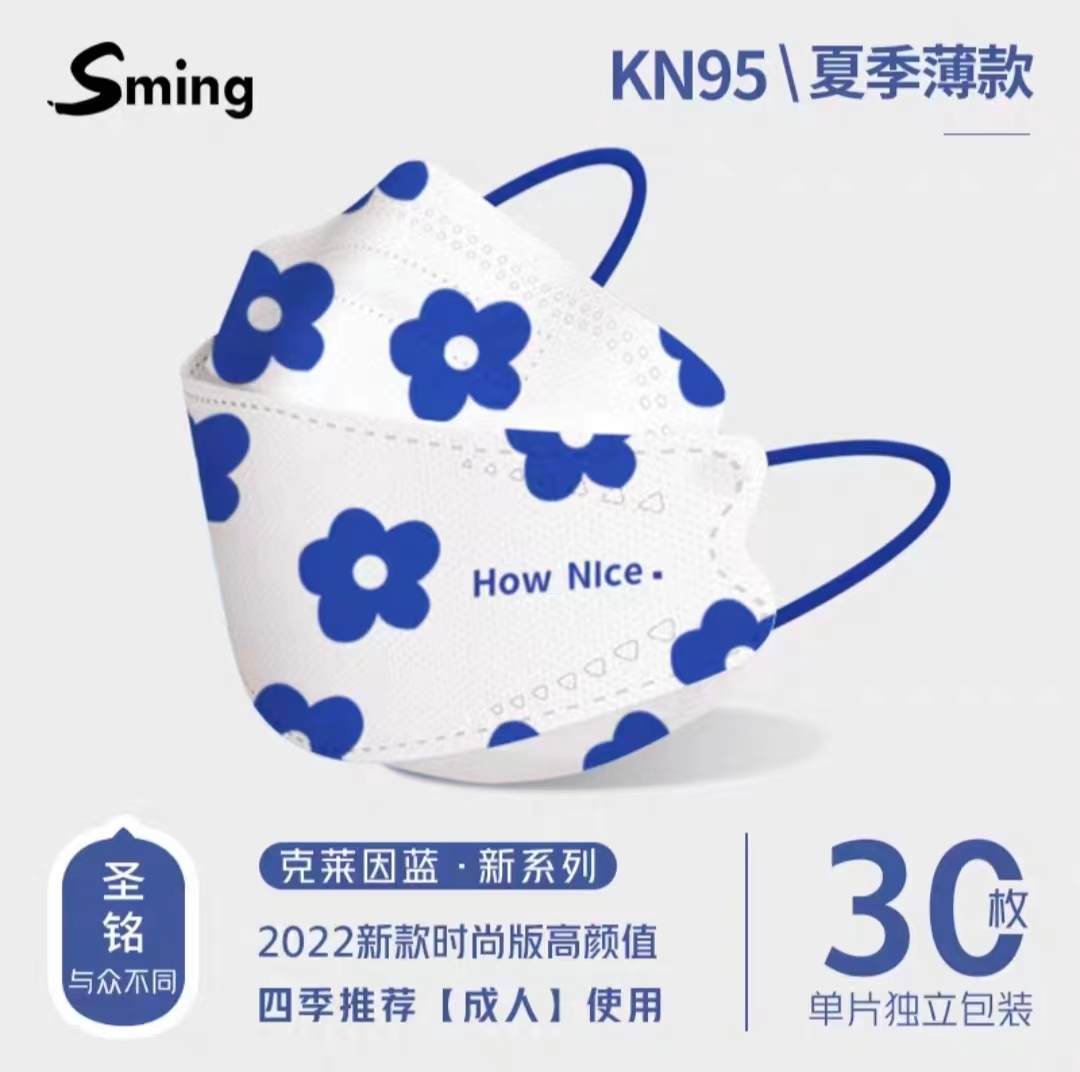 Sming
KN95\夏季薄款
How NIce.
圣铭
与众不同
克莱因蓝·新系列
2022新款时尚版高颜值
四季推荐【成人】使用
30枚
单片独立包装